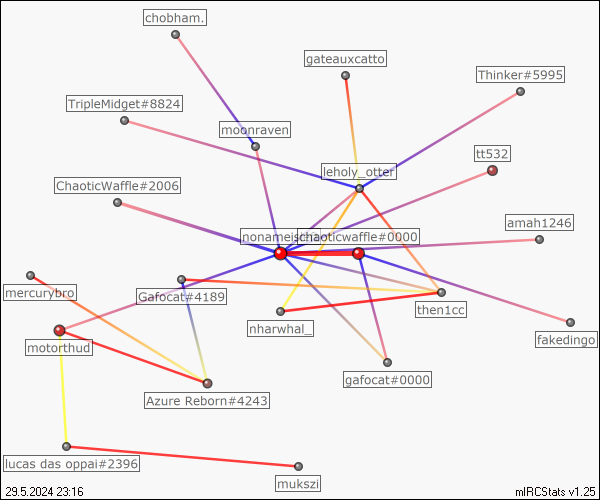 chobham.
gateauxcatto
Thinker#5995
TripleMidget#8824
moonraven
tt532
leholy_otter
ChaoticWaffle#2006
amah1246
chaoticwaffle#0000
mercurybro
Gafocat#4189
then1cc
nharwhal_
fakedingo
motorthud
gafocat#0000
Azure Reborn#4243
lucas das oppai#2396
mukszi
29.5.2024 23:16
mIRCStats v1.25